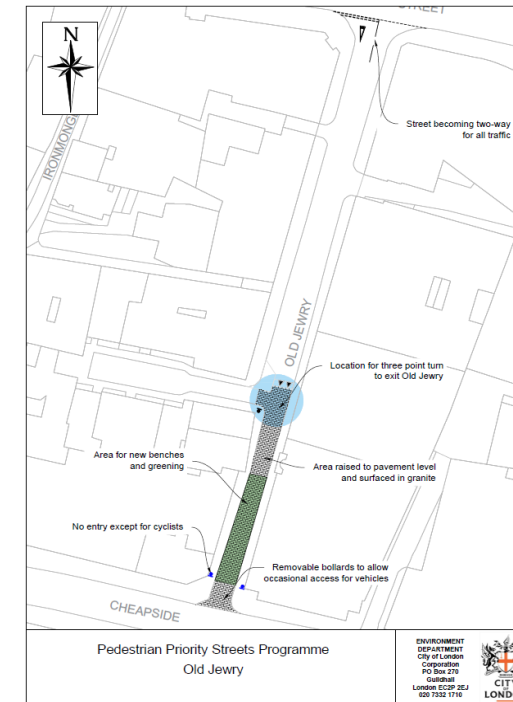 STREET
N
Street becoming two-way
for all traffic
IRONMONGE
OLD JEWRY
Location for three point turn
to exit Old Jewry
Area for new benches
and greening
Area raised to pavement level
and surfaced in granite
No entry except for cyclists
Removable bollards to allow
occasional access for vehicles
CHEAPSIDE
Pedestrian Priority Streets Programme
Old Jewry
ENVIRONMENT
DEPARTMENT
City of London
Corporation
PO Box 270
Guildhall
London EC2P 2EJ
020 7332 1710
CITY
LONDO